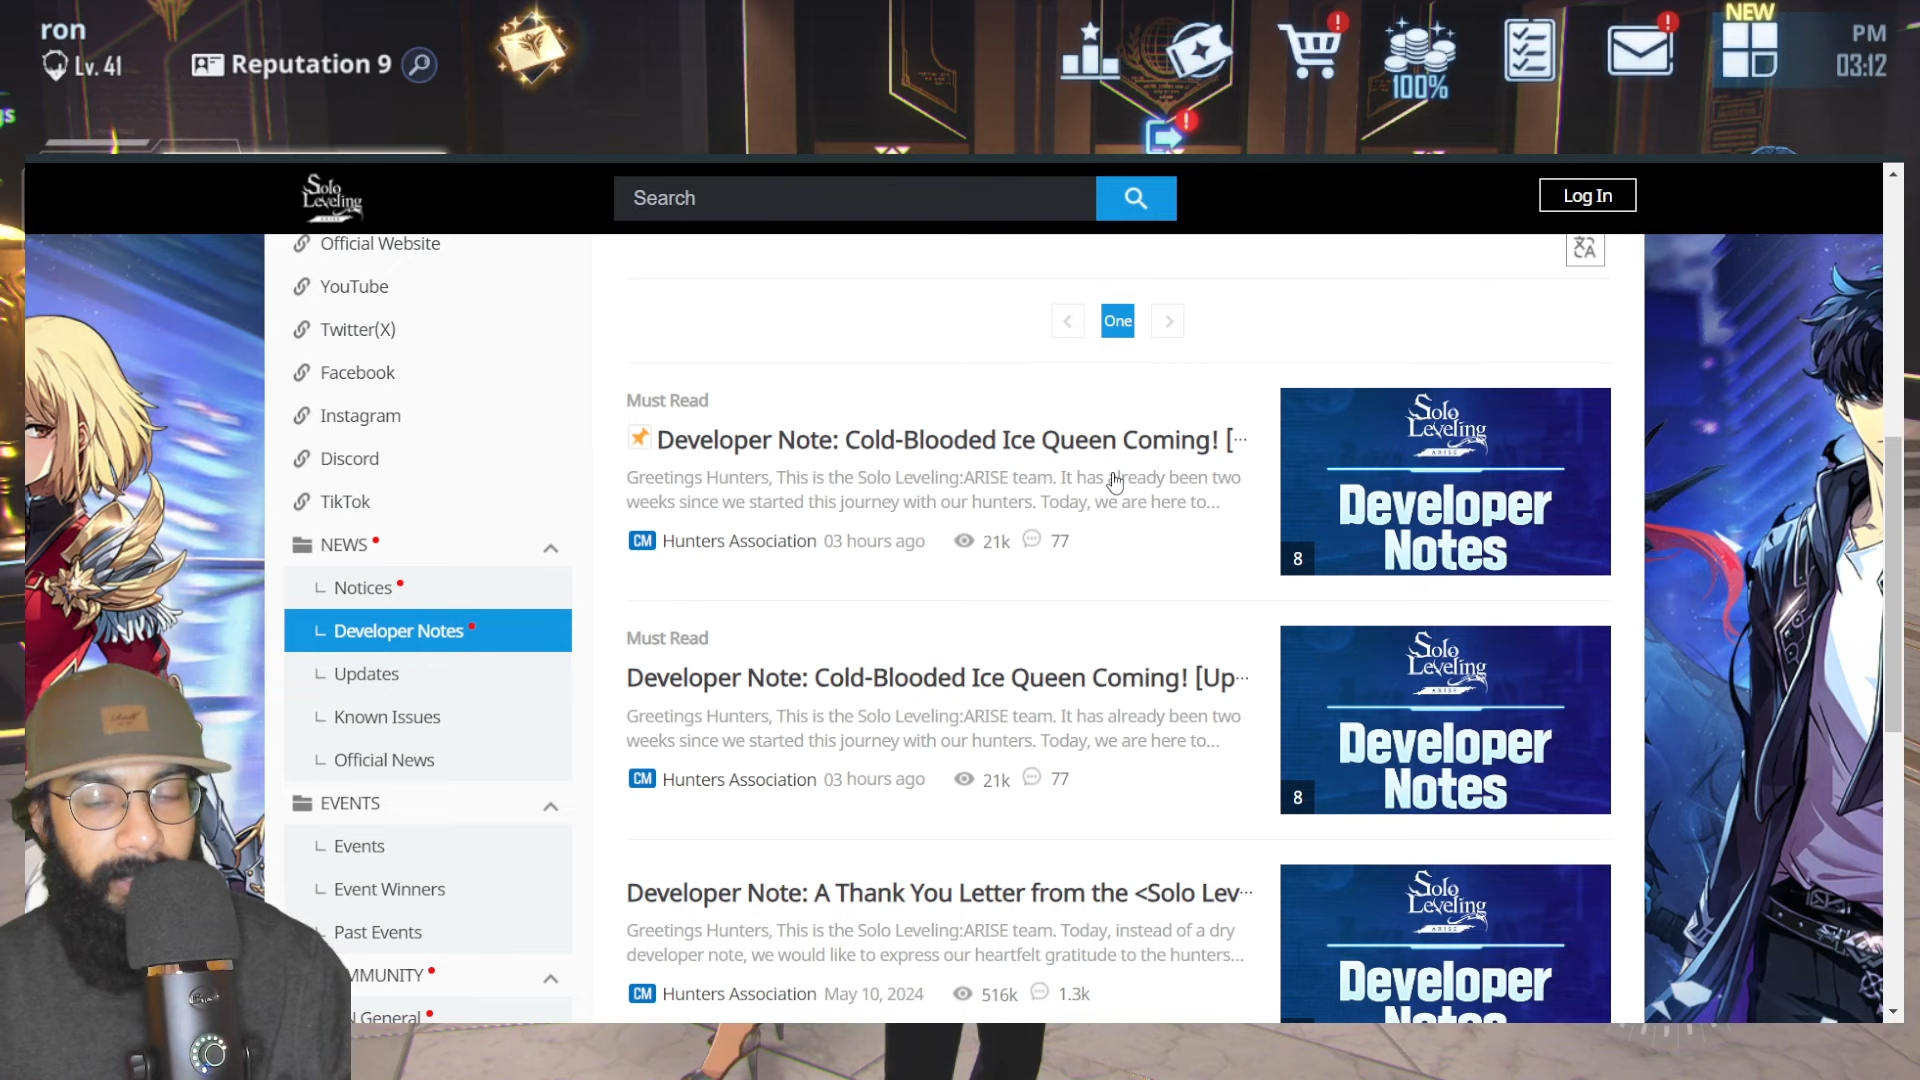 ron
Lv. 41
Reputation 9
100%
NEW
PM
03:12
Solo
Leveling
ARISE
Search
Log In
Official Website
YouTube
Twitter(X)
Facebook
Instagram
Discord
TikTok
NEWS
Notices
Developer Notes
Updates
Known Issues
Official News
EVENTS
Events
Event Winners
Past Events
MMUNITY
N General
One
Must Read
Developer Note: Cold-Blooded Ice Queen Coming! [···
Greetings Hunters, This is the Solo Leveling:ARISE team. It has already been two
weeks since we started this journey with our hunters. Today, we are here to...
CM Hunters Association 03 hours ago 21k 77
Solo
Leveling
ARISE
Developer
Notes
8
Must Read
Developer Note: Cold-Blooded Ice Queen Coming! [Up···
Greetings Hunters, This is the Solo Leveling:ARISE team. It has already been two
weeks since we started this journey with our hunters. Today, we are here to...
CM Hunters Association 03 hours ago 21k 77
Solo
Leveling
ARISE
Developer
Notes
8
Developer Note: A Thank You Letter from the <Solo Lev···
Greetings Hunters, This is the Solo Leveling:ARISE team. Today, instead of a dry
developer note, we would like to express our heartfelt gratitude to the hunters...
CM Hunters Association May 10, 2024 516k 1.3k
Solo
Leveling
ARISE
Developer
Notes